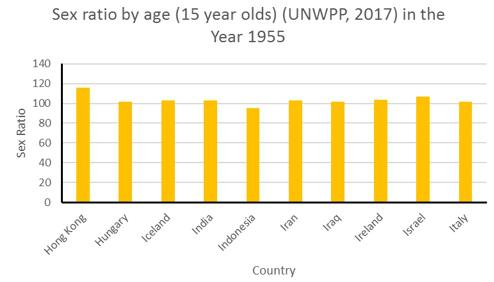 Sex ratio by age (15 year olds) (UNWPP, 2017) in the
Year 1955
140
120
100
80
60
40
20
0
Sex Ratio
Hong Kong
Hungary
Iceland
India
Indonesia
Iran
Iraq
Ireland
Israel
Italy
Country